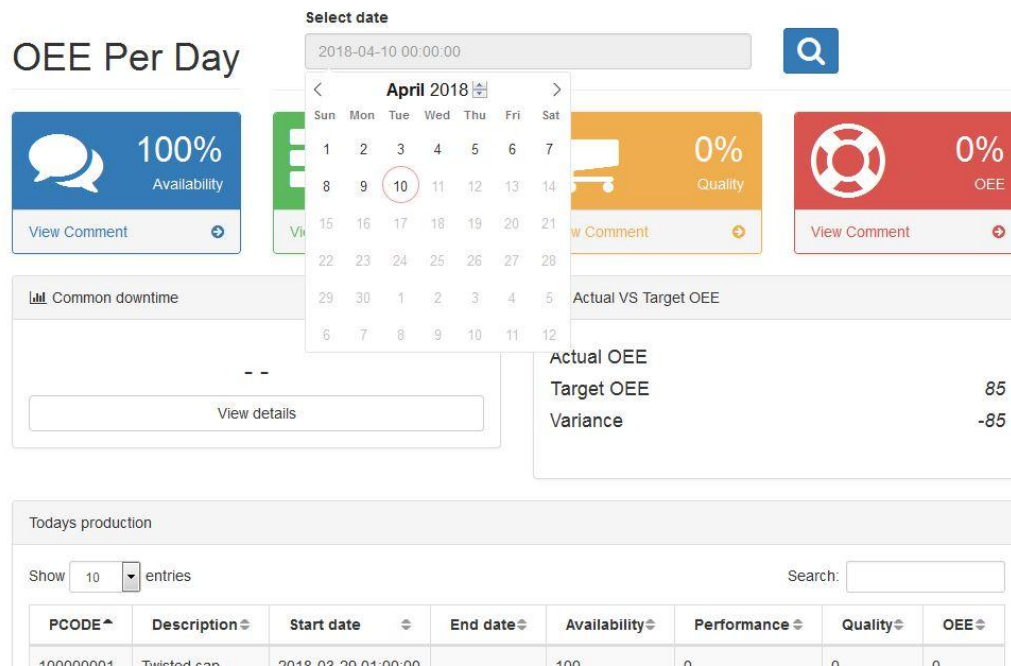 Select date
OEE Per Day
2018-04-10 00:00:00
April 2018
Sun Mon Tue Wed Thu Fri Sat
1 2 3 4 5 6 7
8 9 10 11 12 13 14
15 16 17 18 19 20 21
22 23 24 25 26 27 28
29 30 1 2 3 4 5
6 7 8 9 10 11 12
100%
Availability
View Comment
0%
Quality
Comment
0%
OEE
View Comment
Common downtime
- -
View details
Actual VS Target OEE
Actual OEE
Target OEE 85
Variance -85
Todays production
Show 10 entries
Search:
PCODE Description Start date End date Availability Performance Quality OEE
100000001 Twisted cap 2018-03-29 01:00:00 100 0 0 0